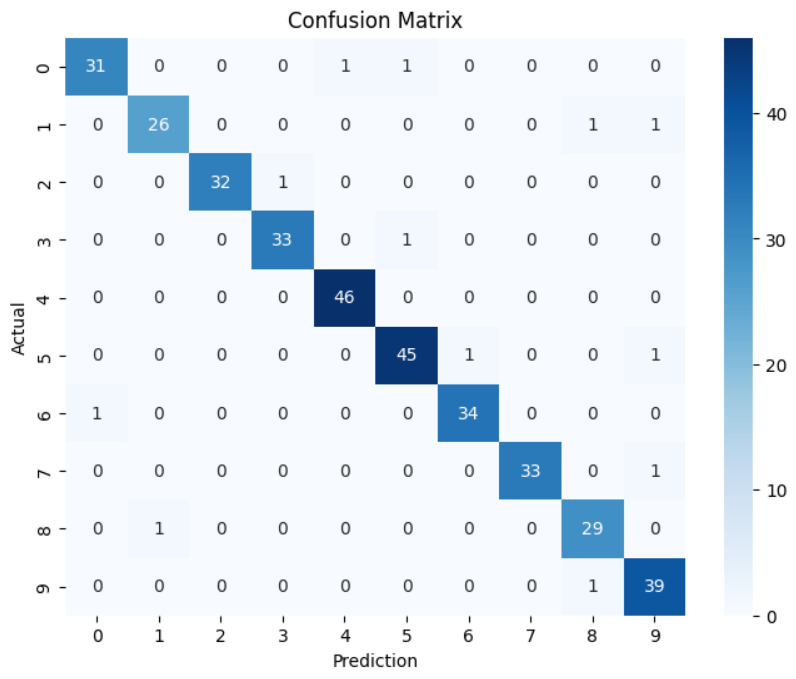 Confusion Matrix
0 31 0 0 0 1 1 0 0 0 0
1 0 26 0 0 0 0 0 0 1 1
2 0 0 32 1 0 0 0 0 0 0
3 0 0 0 33 0 1 0 0 0 0
4 0 0 0 0 46 0 0 0 0 0
5 0 0 0 0 0 45 1 0 0 1
6 1 0 0 0 0 0 34 0 0 0
7 0 0 0 0 0 0 0 33 0 1
8 0 1 0 0 0 0 0 0 29 0
9 0 0 0 0 0 0 0 0 1 39
0 1 2 3 4 5 6 7 8 9
Prediction
Actual
40
30
20
10
0